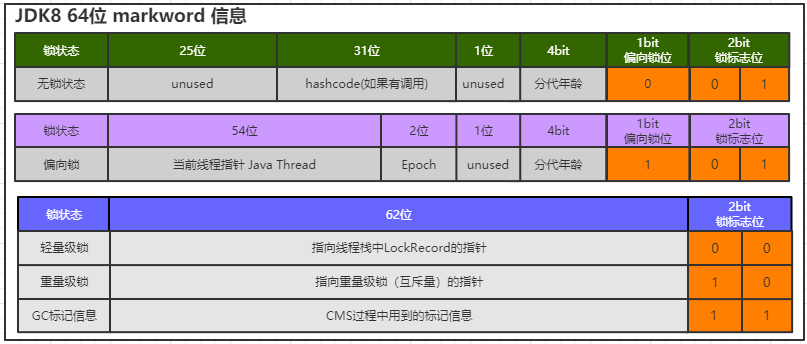 JDK8 64位 markword 信息
锁状态 25位 31位 1位 4bit 1bit 偏向锁位 2bit 锁标志位
无锁状态 unused hashcode(如果有调用) unused 分代年龄 0 0 1
锁状态 54位 2位 1位 4bit 1bit 偏向锁位 2bit 锁标志位
偏向锁 当前线程指针 Java Thread Epoch unused 分代年龄 1 0 1
锁状态 62位 2bit 锁标志位
轻量级锁 指向线程栈中LockRecord的指针 0 0
重量级锁 指向重量级锁（互斥量）的指针 1 0
GC标记信息 CMS过程中用到的标记信息 1 1